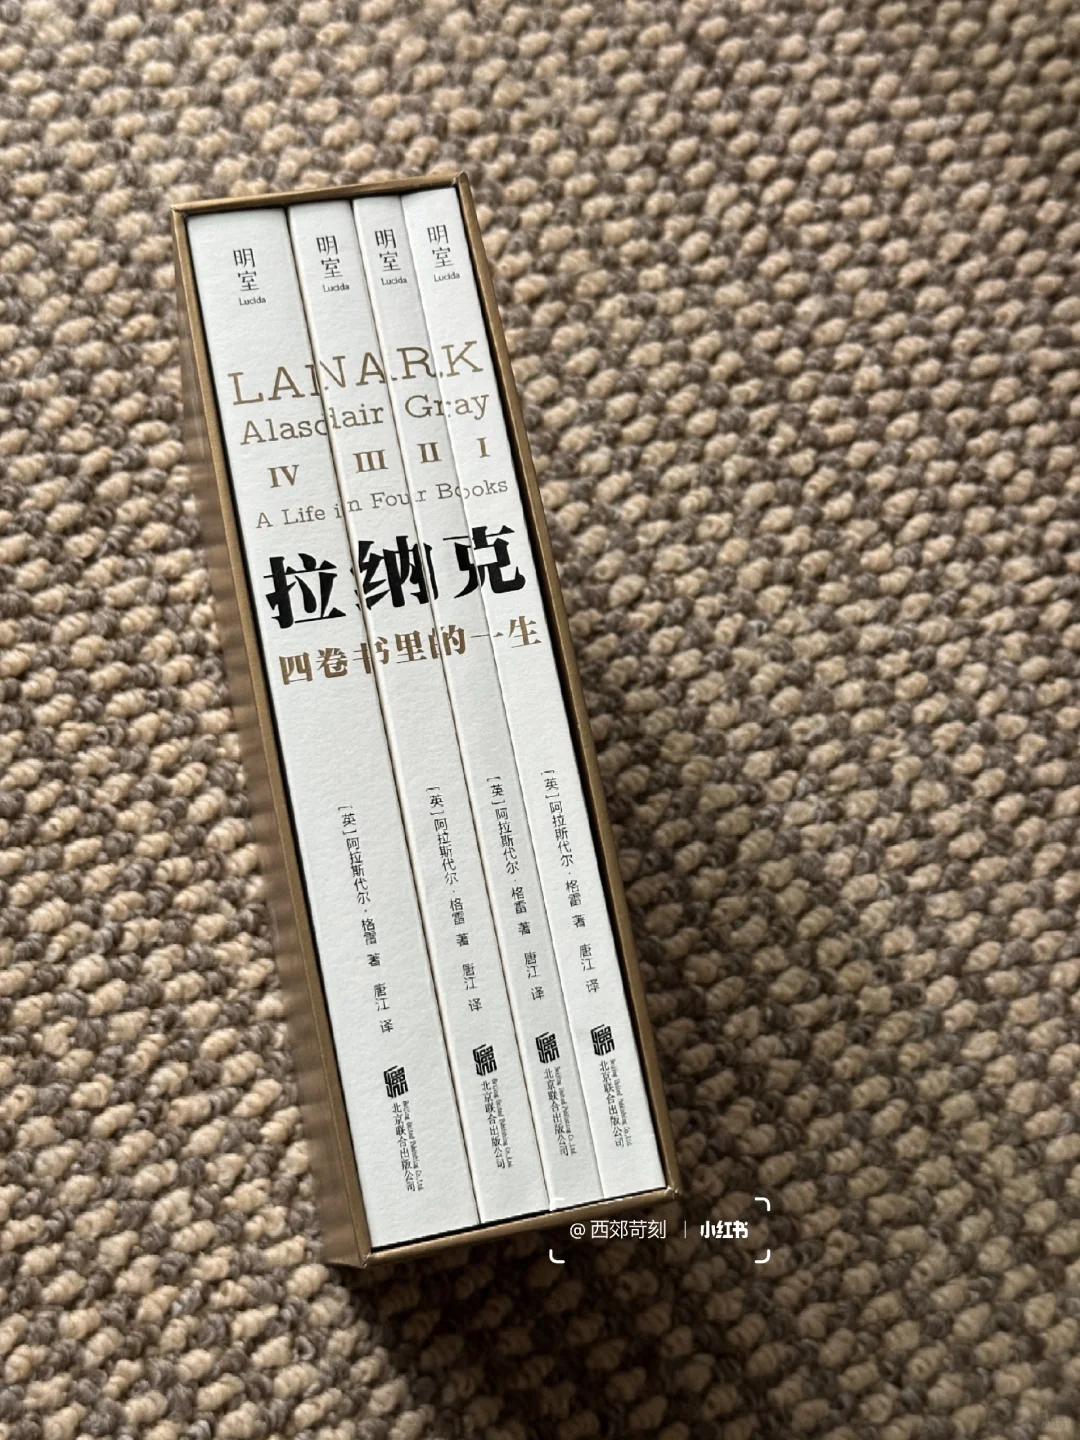 明室 明室 明室 明室
Lucida Lucida Lucida Lucida
LANARK
Alasdair Gray
IV III II I
A Life in Four Books
拉纳克
四卷书里的一生
[英]阿拉斯代尔·格雷 著 唐江 译
[英]阿拉斯代尔·格雷 著 唐江 译
[英]阿拉斯代尔·格雷 著 唐江 译
[英]阿拉斯代尔·格雷 著 唐江 译
北京联合出版公司
北京联合出版公司
北京联合出版公司
北京联合出版公司
@西郊苛刻 | 小红书